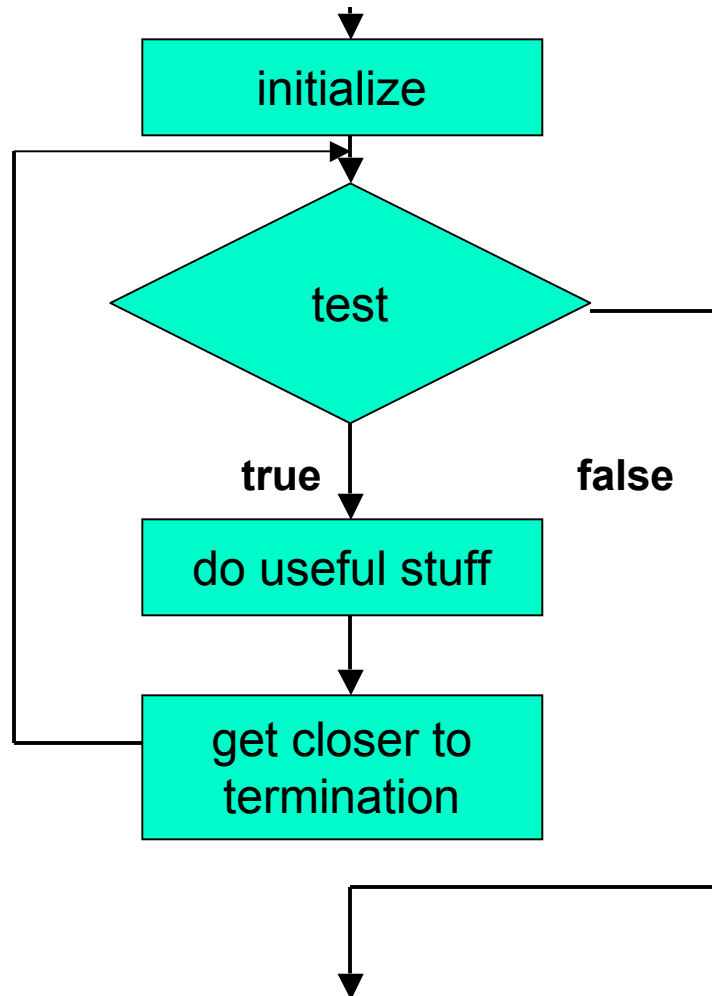 initialize
test
true
false
do useful stuff
get closer to
termination